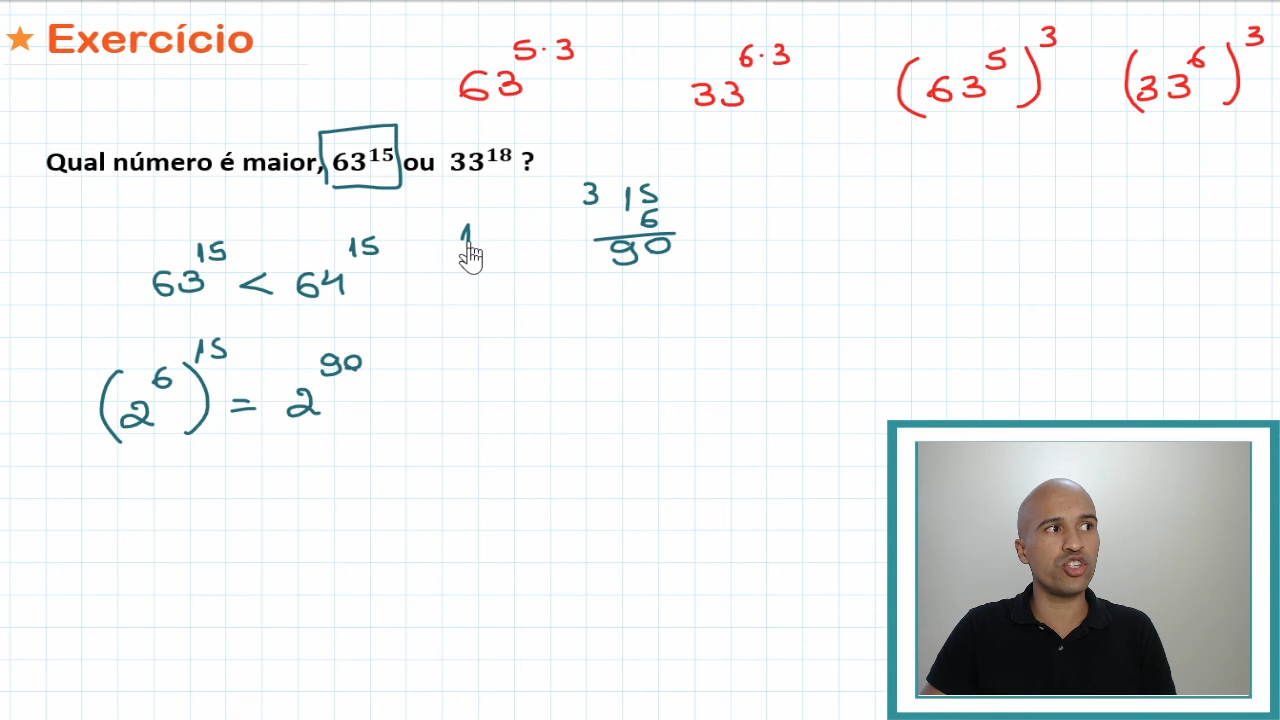 ★ Exercício
63^{5·3} 33^{6·3} (63^5)^3 (33^6)^3
Qual número é maior, 63^{15} ou 33^{18} ?
3 15
6
90
63^{15} < 64^{15}
(2^6)^{15} = 2^{90}